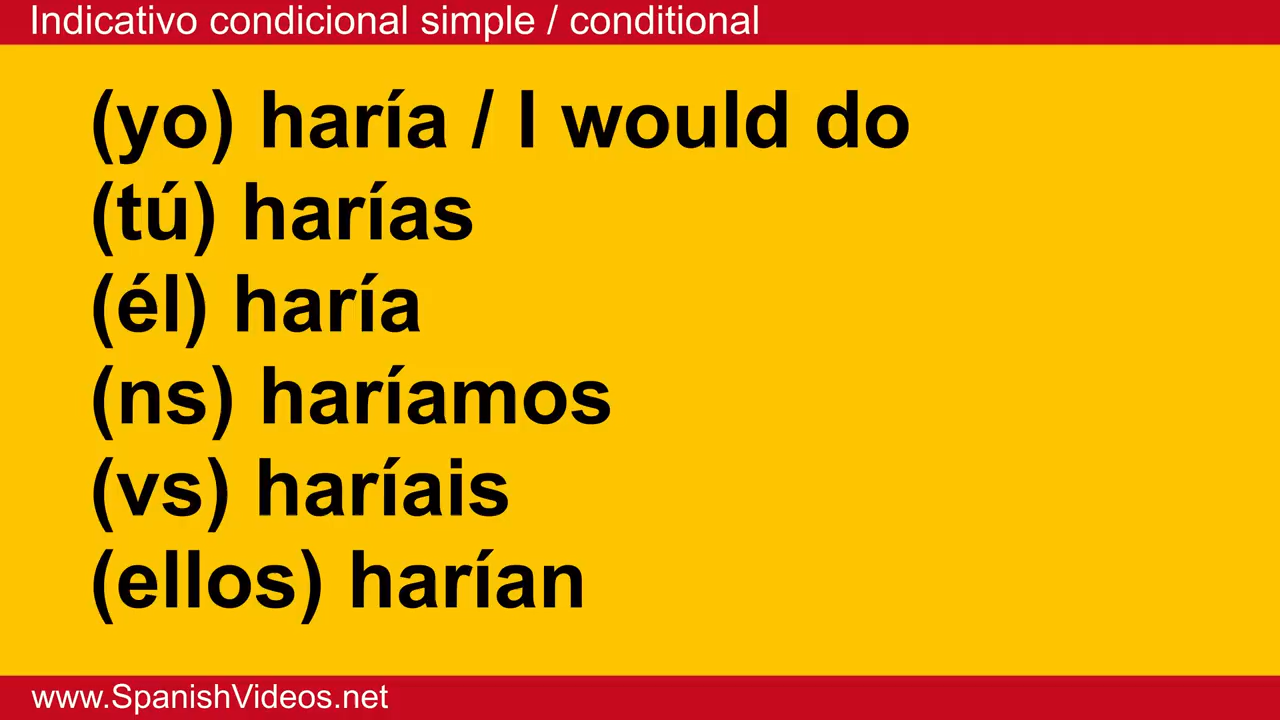 Indicativo condicional simple / conditional
(yo) haría / I would do
(tú) harías
(él) haría
(ns) haríamos
(vs) haríais
(ellos) harían
www.SpanishVideos.net